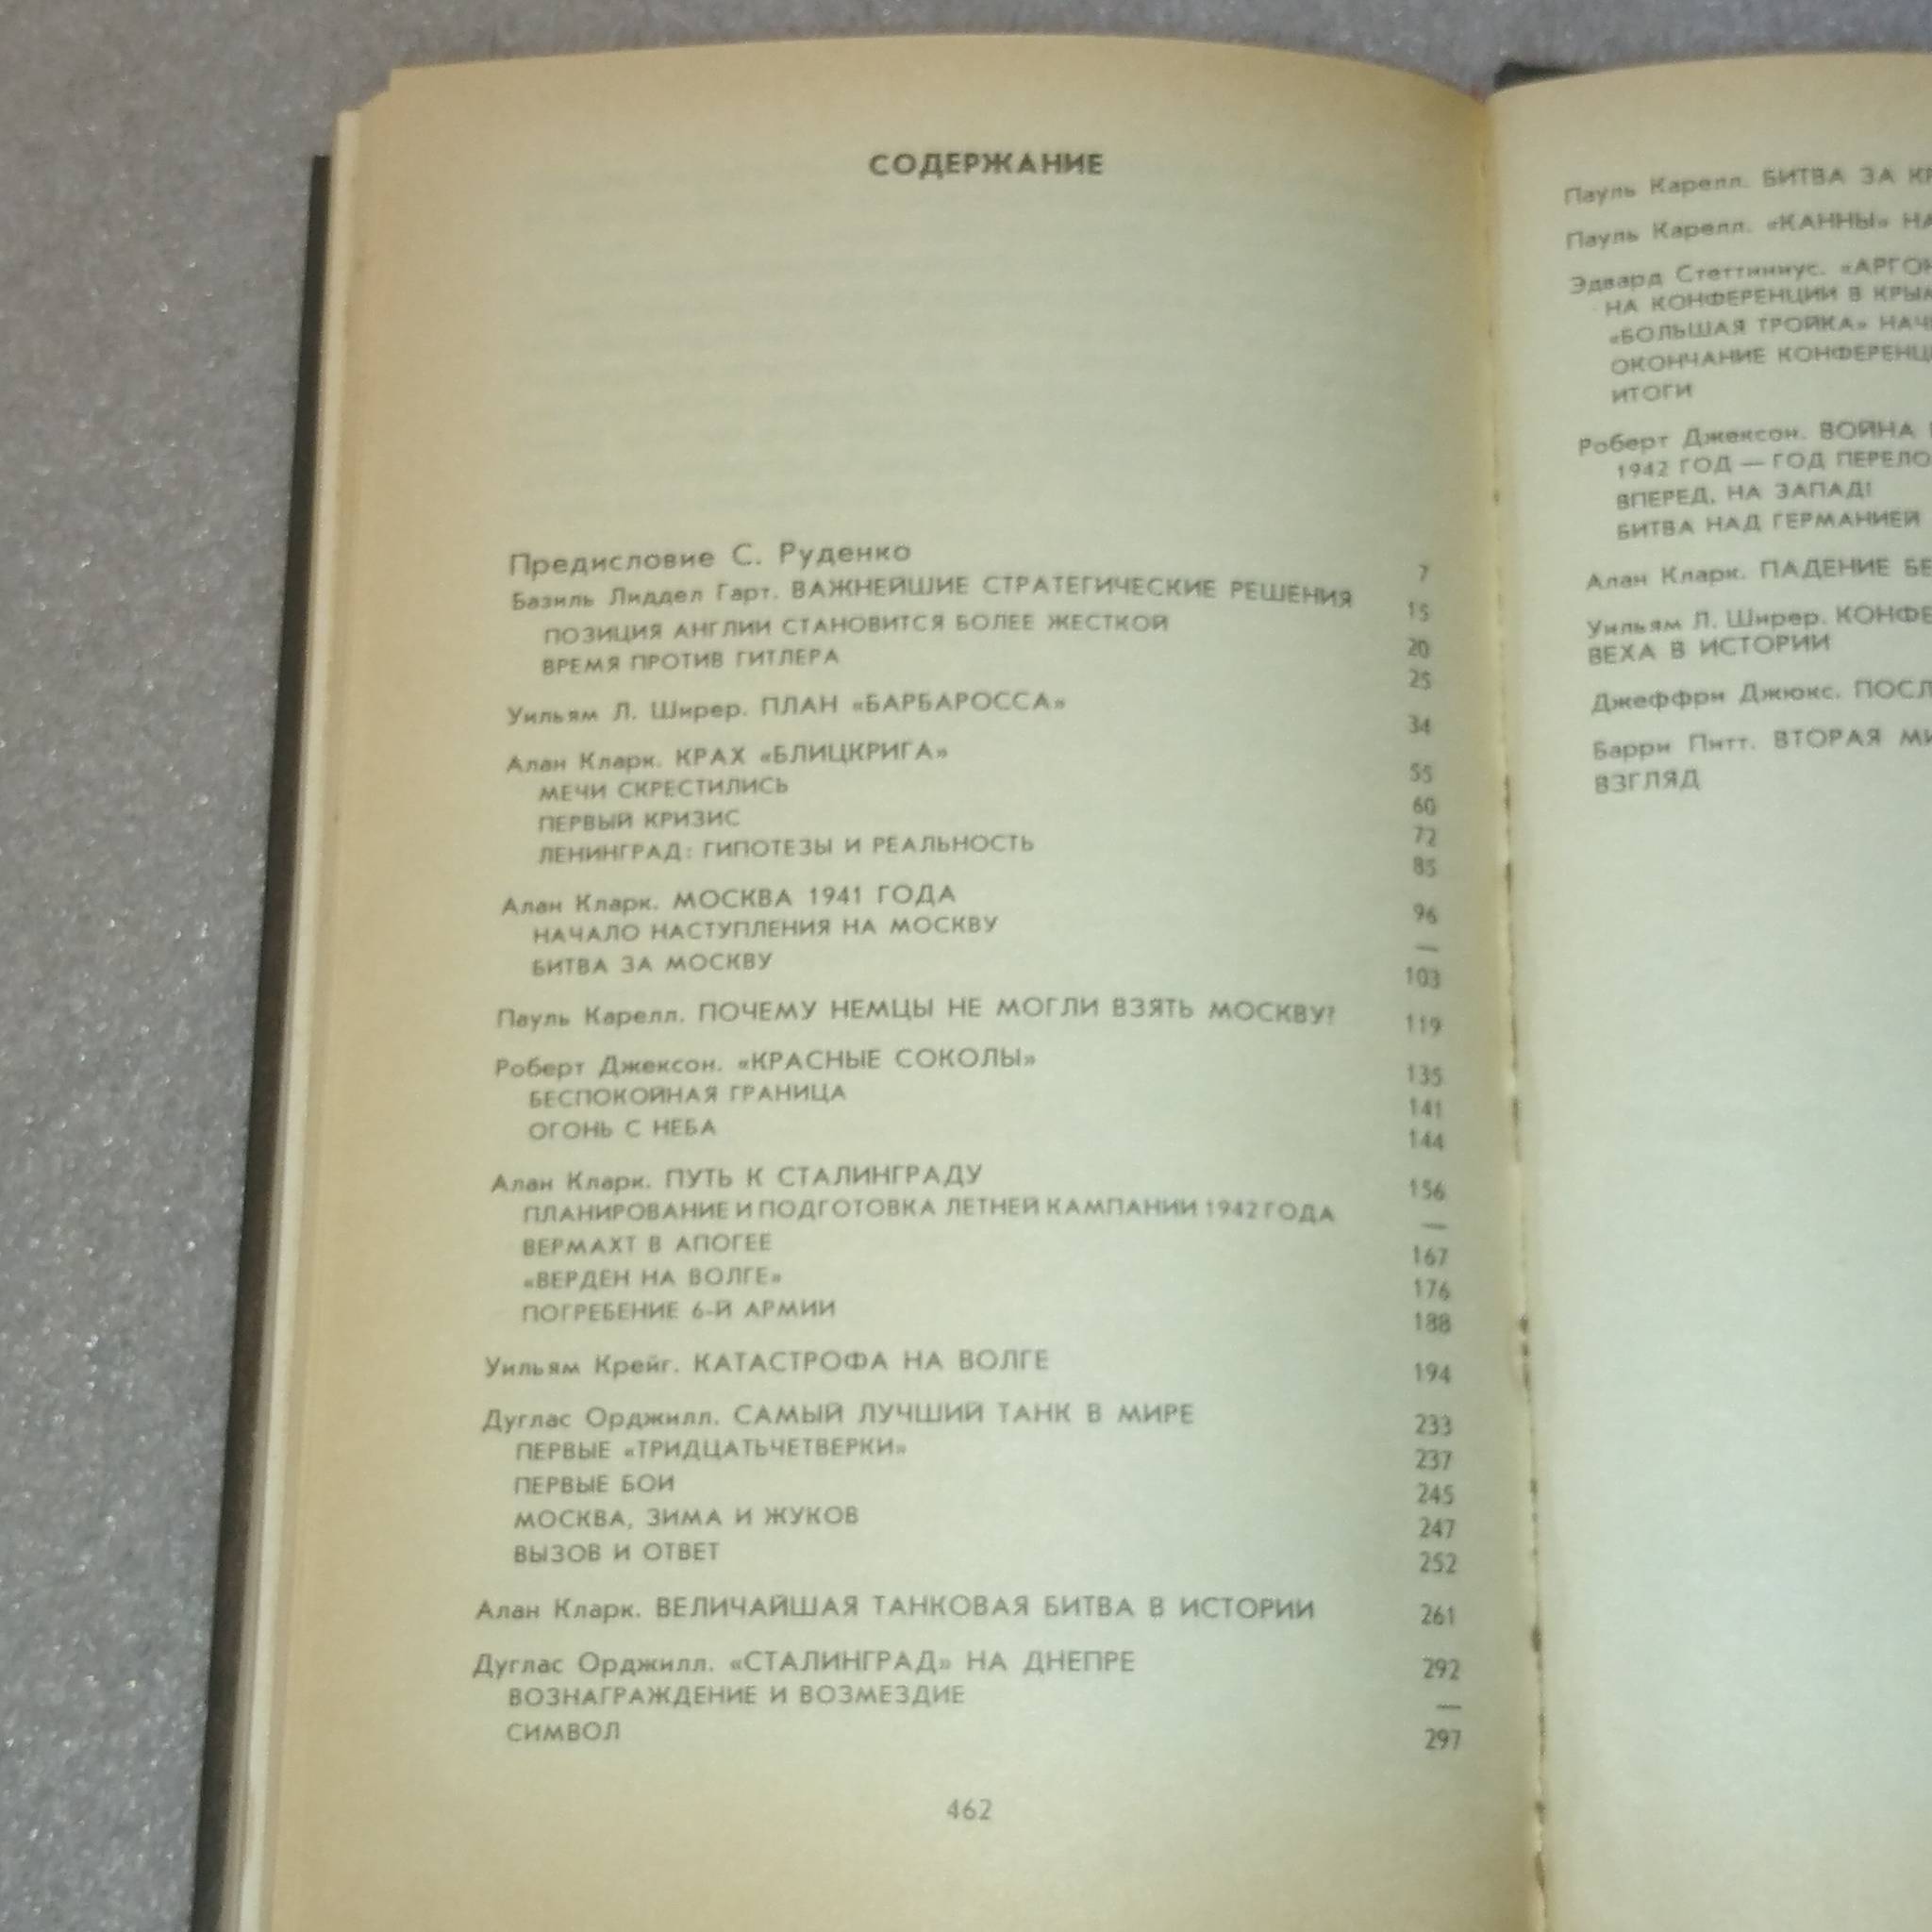 СОДЕРЖАНИЕ
Предисловие С. Руденко 7
Базиль Лиддел Гарт. ВАЖНЕЙШИЕ СТРАТЕГИЧЕСКИЕ РЕШЕНИЯ 15
ПОЗИЦИЯ АНГЛИИ СТАНОВИТСЯ БОЛЕЕ ЖЕСТКОЙ 20
ВРЕМЯ ПРОТИВ ГИТЛЕРА 25
Уильям Л. Ширер. ПЛАН «БАРБАРОССА» 34
Алан Кларк. КРАХ «БЛИЦКРИГА» 55
МЕЧИ СКРЕСТИЛИСЬ 60
ПЕРВЫЙ КРИЗИС 72
ЛЕНИНГРАД: ГИПОТЕЗЫ И РЕАЛЬНОСТЬ 85
Алан Кларк. МОСКВА 1941 ГОДА 96
НАЧАЛО НАСТУПЛЕНИЯ НА МОСКВУ —
БИТВА ЗА МОСКВУ 103
Пауль Карелл. ПОЧЕМУ НЕМЦЫ НЕ МОГЛИ ВЗЯТЬ МОСКВУ? 119
Роберт Джексон. «КРАСНЫЕ СОКОЛЫ» 135
БЕСПОКОЙНАЯ ГРАНИЦА 141
ОГОНЬ С НЕБА 144
Алан Кларк. ПУТЬ К СТАЛИНГРАДУ 156
ПЛАНИРОВАНИЕ И ПОДГОТОВКА ЛЕТНЕЙ КАМПАНИИ 1942 ГОДА —
ВЕРМАХТ В АПОГЕЕ 167
«ВЕРДЕН НА ВОЛГЕ» 176
ПОГРЕБЕНИЕ 6-Й АРМИИ 188
Уильям Крейг. КАТАСТРОФА НА ВОЛГЕ 194
Дуглас Орджилл. САМЫЙ ЛУЧШИЙ ТАНК В МИРЕ 233
ПЕРВЫЕ «ТРИДЦАТЬЧЕТВЕРКИ» 237
ПЕРВЫЕ БОИ 245
МОСКВА, ЗИМА И ЖУКОВ 247
ВЫЗОВ И ОТВЕТ 252
Алан Кларк. ВЕЛИЧАЙШАЯ ТАНКОВАЯ БИТВА В ИСТОРИИ 261
Дуглас Орджилл. «СТАЛИНГРАД» НА ДНЕПРЕ 292
ВОЗНАГРАЖДЕНИЕ И ВОЗМЕЗДИЕ —
СИМВОЛ 297
462
Пауль Карелл. БИТВА ЗА
Пауль Карелл. «КАННЫ» НА
Эдвард Стеттиниус.
НА КОНФЕРЕНЦИИ В
«БОЛЬШАЯ ТРОЙКА»
ОКОНЧАНИЕ
ИТОГИ
Роберт Джексон. ВОЙНА
1942 ГОД — ГОД
ВПЕРЕД, НА ЗАПАД!
БИТВА НАД ГЕРМАНИЕЙ
Алан Кларк. ПАДЕНИЕ
Уильям Л. Ширер.
ВЕХА В ИСТОРИИ
Джеффри Джюкс.
Барри Питт. ВТОРАЯ
ВЗГЛЯД